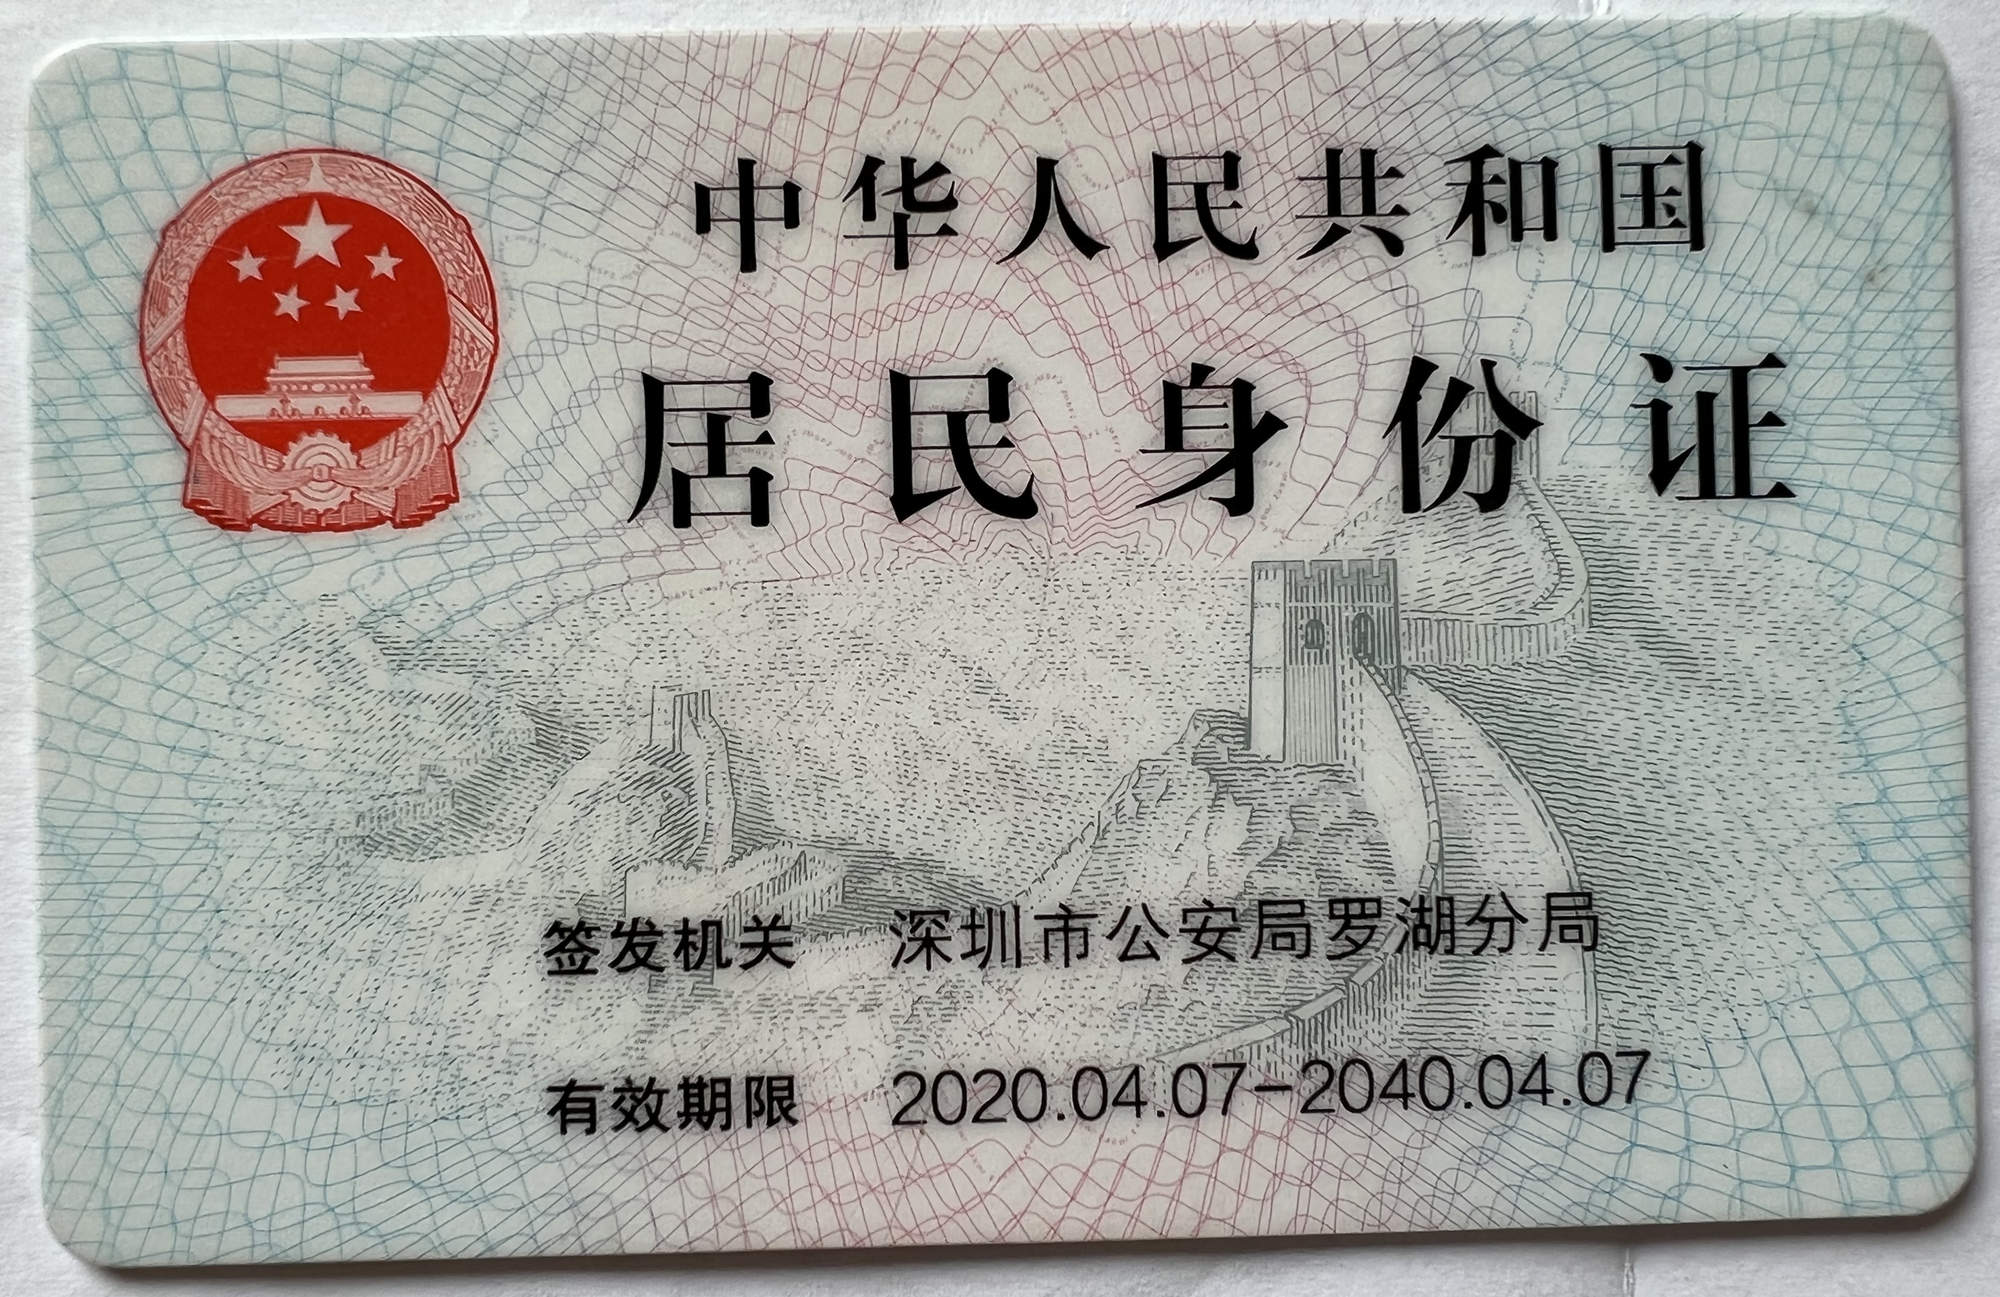 中华人民共和国
居民身份证
签发机关 深圳市公安局罗湖分局
有效期限 2020.04.07-2040.04.07